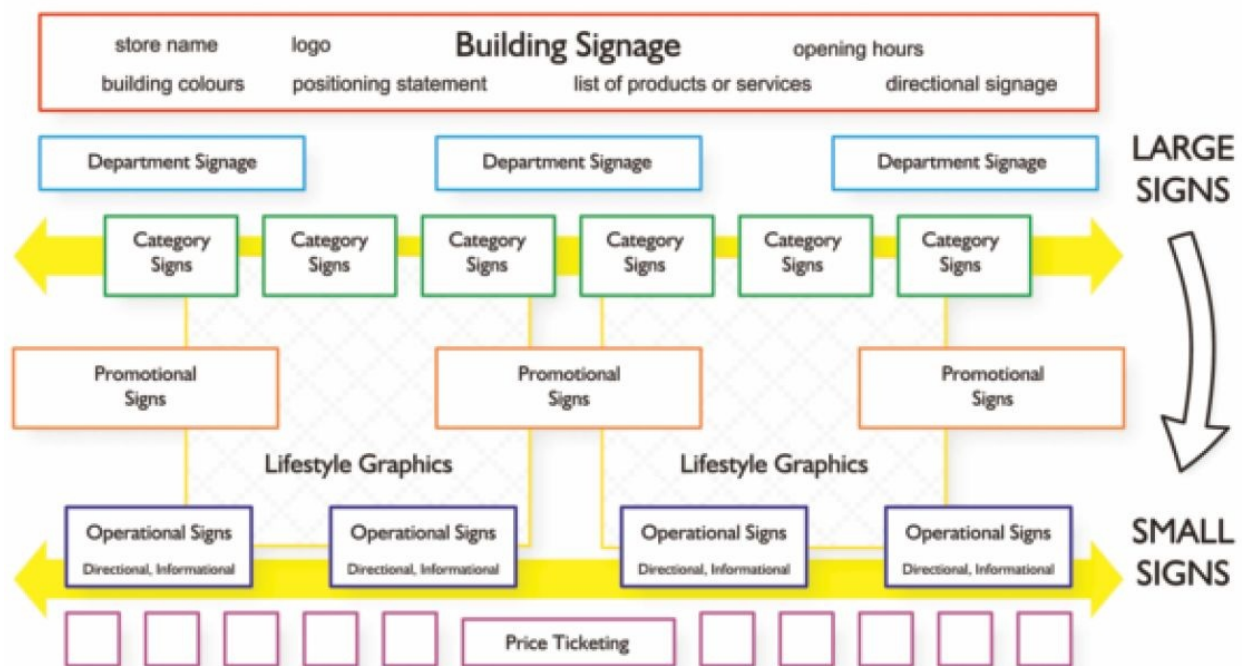 store name logo Building Signage opening hours
building colours positioning statement list of products or services directional signage
Department Signage Department Signage Department Signage
LARGE
SIGNS
Category Category Category Category Category Category
Signs Signs Signs Signs Signs Signs
Promotional Promotional Promotional
Signs Signs Signs
Lifestyle Graphics Lifestyle Graphics
Operational Signs Operational Signs Operational Signs Operational Signs
Directional, Informational Directional, Informational Directional, Informational Directional, Informational
SMALL
SIGNS
Price Ticketing